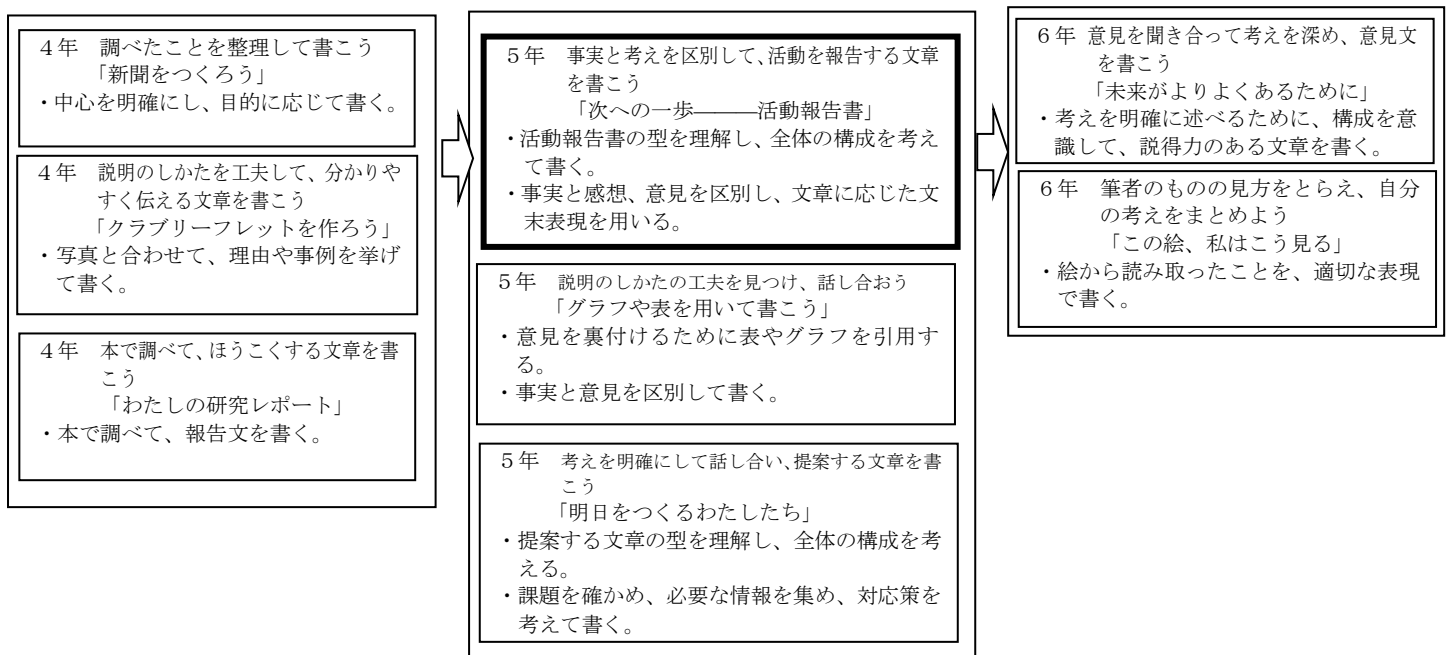 ４年　調べたことを整理して書こう
「新聞をつくろう」
・中心を明確にし、目的に応じて書く。
４年　説明のしかたを工夫して、分かりや
すく伝える文章を書こう
「クラブリーフレットを作ろう」
・写真と合わせて、理由や事例を挙げ
て書く。
４年　本で調べて、ほうこくする文章を書
こう
「わたしの研究レポート」
・本で調べて、報告文を書く。
５年　事実と考えを区別して、活動を報告する文章
を書こう
「次への一歩―――活動報告書」
・活動報告書の型を理解し、全体の構成を考え
て書く。
・事実と感想、意見を区別し、文章に応じた文
末表現を用いる。
５年　説明のしかたの工夫を見つけ、話し合おう
「グラフや表を用いて書こう」
・意見を裏付けるために表やグラフを引用す
る。
・事実と意見を区別して書く。
５年　考えを明確にして話し合い、提案する文章を書
こう
「明日をつくるわたしたち」
・提案する文章の型を理解し、全体の構成を考
える。
・課題を確かめ、必要な情報を集め、対応策を
考えて書く。
６年 意見を聞き合って考えを深め、意見文
を書こう
「未来がよりよくあるために」
・考えを明確に述べるために、構成を意
識して、説得力のある文章を書く。
６年　筆者のものの見方をとらえ、自分
の考えをまとめよう
「この絵、私はこう見る」
・絵から読み取ったことを、適切な表現
で書く。